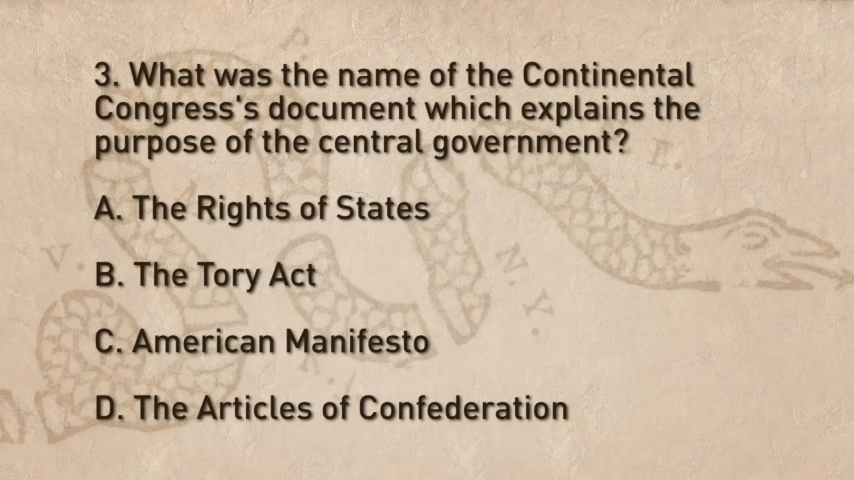 3. What was the name of the Continental
Congress's document which explains the
purpose of the central government?
A. The Rights of States
B. The Tory Act
C. American Manifesto
D. The Articles of Confederation
P.
E.
V.
N.Y.
R.I.